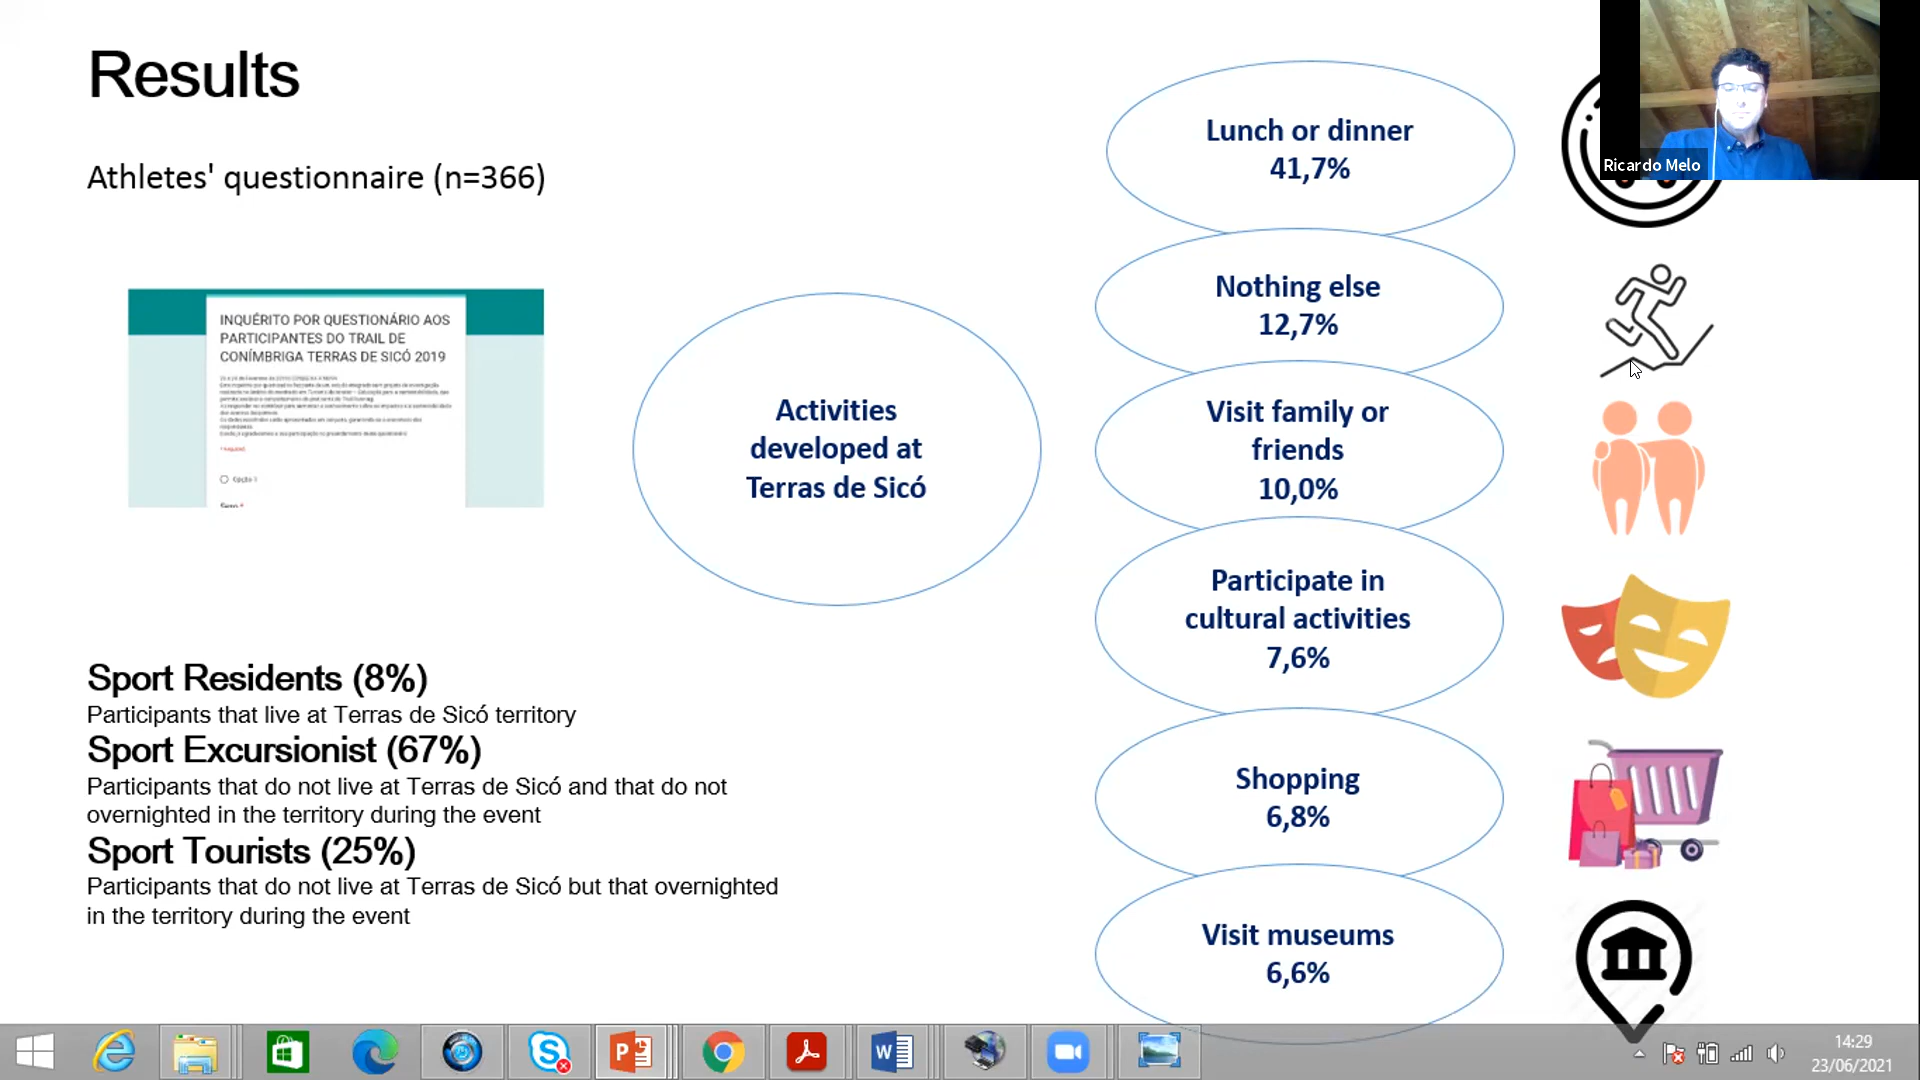 Results
Athletes' questionnaire (n=366)
INQUÉRITO POR QUESTIONÁRIO AOS
PARTICIPANTES DO TRAIL DE
CONÍMBRIGA TERRAS DE SICÓ 2019
Opção 1
Sexo *
Activities
developed at
Terras de Sicó
Lunch or dinner
41,7%
Nothing else
12,7%
Visit family or
friends
10,0%
Participate in
cultural activities
7,6%
Shopping
6,8%
Visit museums
6,6%
Sport Residents (8%)
Participants that live at Terras de Sicó territory
Sport Excursionist (67%)
Participants that do not live at Terras de Sicó and that do not
overnighted in the territory during the event
Sport Tourists (25%)
Participants that do not live at Terras de Sicó but that overnighted
in the territory during the event
Ricardo Melo
14:29
23/06/2021